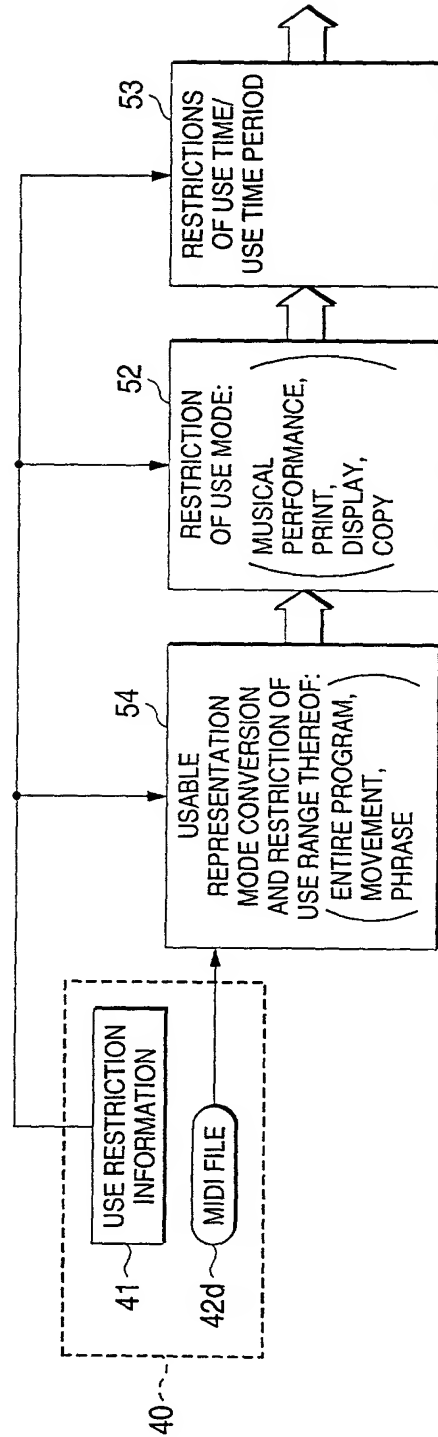 40
41
USE RESTRICTION
INFORMATION
42d
MIDI FILE
54
USABLE
REPRESENTATION
MODE CONVERSION
AND RESTRICTION OF
USE RANGE THEREOF:
(ENTIRE PROGRAM,
MOVEMENT,
PHRASE)
52
RESTRICTION
OF USE MODE:
(MUSICAL
PERFORMANCE,
PRINT,
DISPLAY,
COPY)
53
RESTRICTIONS
OF USE TIME/
USE TIME PERIOD